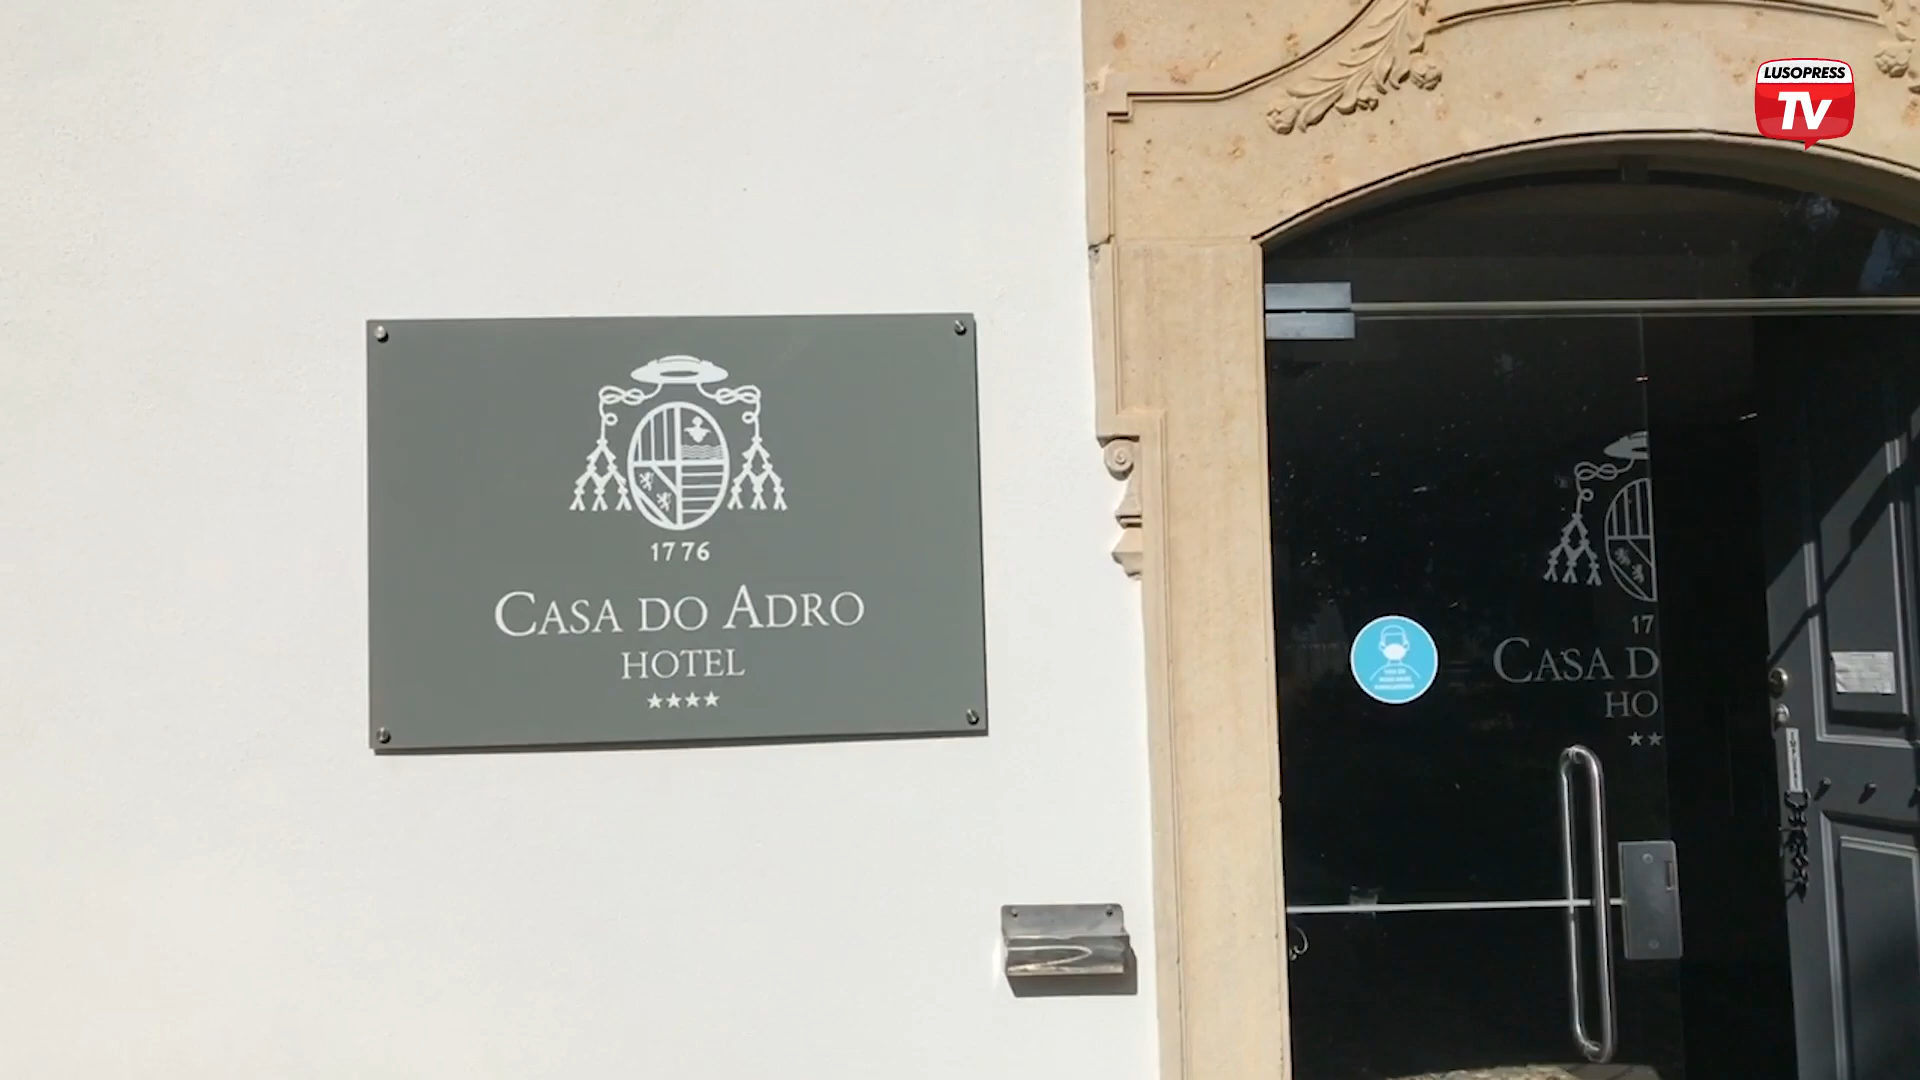 LUSOPRESS
TV
1776
CASA DO ADRO
HOTEL
17
CASA D
HO